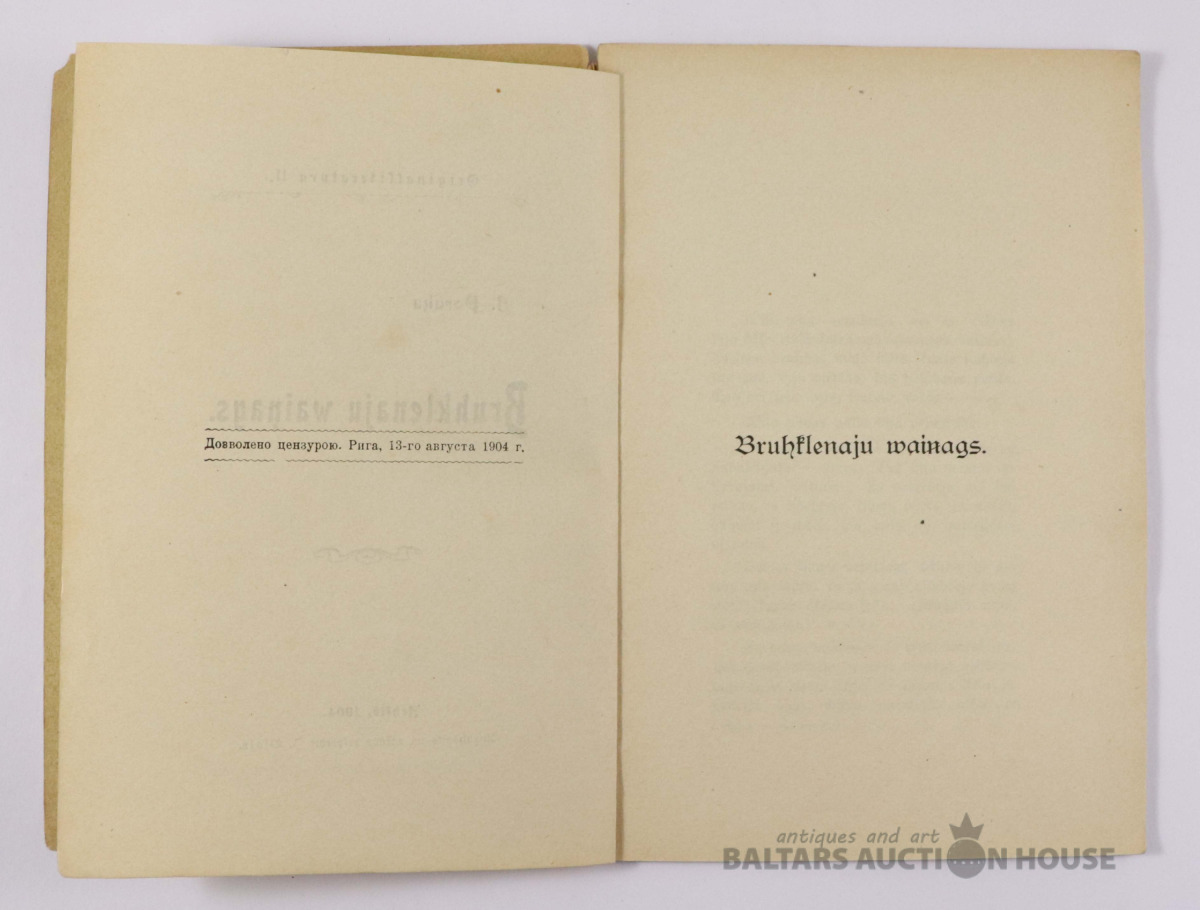 Дозволено цензурою. Рига, 13-го августа 1904 г.
Bruhklenaju wainags.
antiques and art
BALTARS AUCTION HOUSE